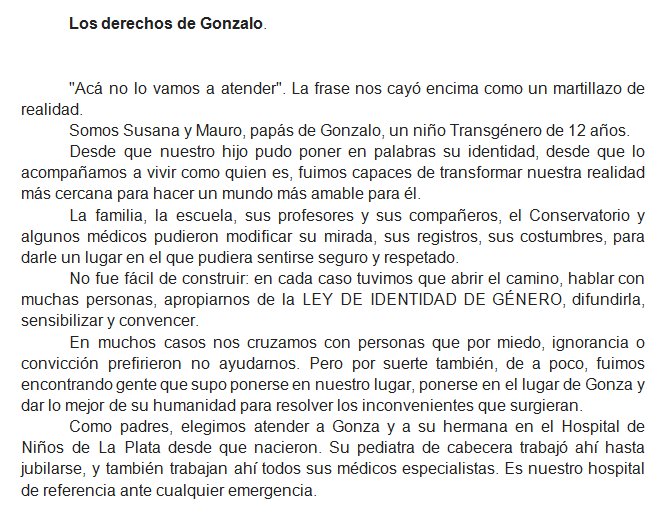 Los derechos de Gonzalo.
"Acá no lo vamos a atender". La frase nos cayó encima como un martillazo de
realidad.
Somos Susana y Mauro, papás de Gonzalo, un niño Transgénero de 12 años.
Desde que nuestro hijo pudo poner en palabras su identidad, desde que lo
acompañamos a vivir como quien es, fuimos capaces de transformar nuestra realidad
más cercana para hacer un mundo más amable para él.
La familia, la escuela, sus profesores y sus compañeros, el Conservatorio y
algunos médicos pudieron modificar su mirada, sus registros, sus costumbres, para
darle un lugar en el que pudiera sentirse seguro y respetado.
No fue fácil de construir: en cada caso tuvimos que abrir el camino, hablar con
muchas personas, apropiarnos de la LEY DE IDENTIDAD DE GÉNERO, difundirla,
sensibilizar y convencer.
En muchos casos nos cruzamos con personas que por miedo, ignorancia o
convicción prefirieron no ayudarnos. Pero por suerte también, de a poco, fuimos
encontrando gente que supo ponerse en nuestro lugar, ponerse en el lugar de Gonza y
dar lo mejor de su humanidad para resolver los inconvenientes que surgieran.
Como padres, elegimos atender a Gonza y a su hermana en el Hospital de
Niños de La Plata desde que nacieron. Su pediatra de cabecera trabajó ahí hasta
jubilarse, y también trabajan ahí todos sus médicos especialistas. Es nuestro hospital
de referencia ante cualquier emergencia.